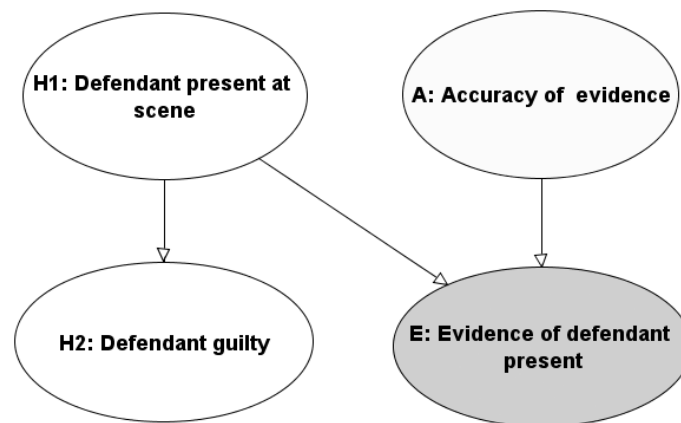 H1: Defendant present at
scene
A: Accuracy of evidence
H2: Defendant guilty
E: Evidence of defendant
present